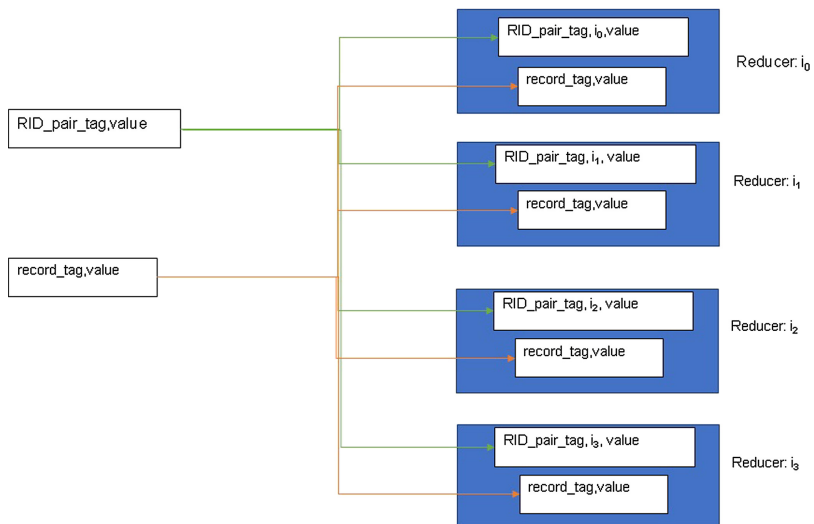 RID_pair_tag, i₀,value
record_tag,value
Reducer: i₀
RID_pair_tag,value
RID_pair_tag, i₁, value
record_tag,value
Reducer: i₁
record_tag,value
RID_pair_tag, i₂, value
record_tag,value
Reducer: i₂
RID_pair_tag, i₃, value
record_tag,value
Reducer: i₃